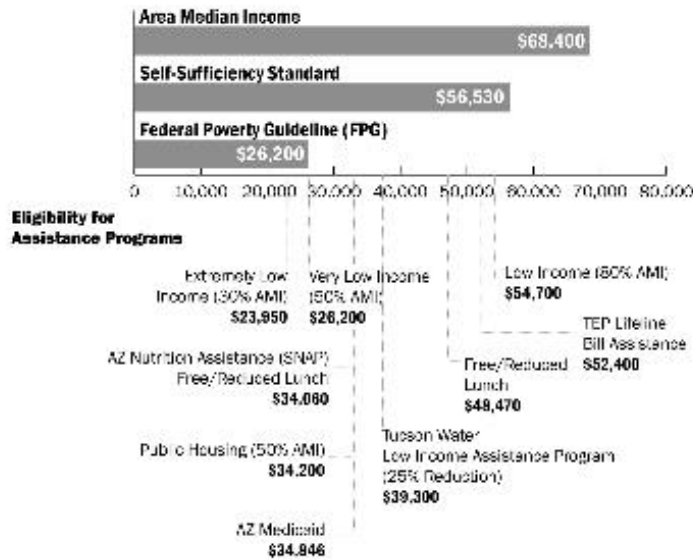 Area Median Income
$68,400
Self-Sufficiency Standard
$56,530
Federal Poverty Guideline (FPG)
$26,200
0 10,000 20,000 30,000 40,000 50,000 60,000 70,000 80,000
Eligibility for
Assistance Programs
Extremely Low
Income (30% AMI)
$23,950
Very Low Income
(50% AMI)
$26,200
Low Income (80% AMI)
$54,700
TEP Lifeline
Bill Assistance
$52,400
AZ Nutrition Assistance (SNAP)
Free/Reduced Lunch
$34,060
Free/Reduced
Lunch
$48,470
Public Housing (50% AMI)
$34,200
Tucson Water
Low Income Assistance Program
(25% Reduction)
$39,300
AZ Medicaid
$34,846